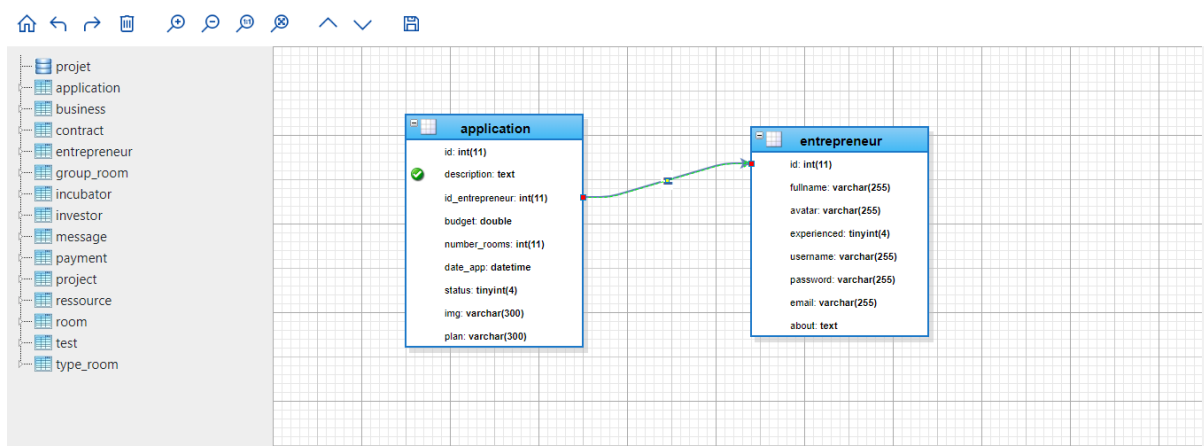 projet
application
business
contract
entrepreneur
group_room
incubator
investor
message
payment
project
ressource
room
test
type_room
application
id: int(11)
description: text
id_entrepreneur: int(11)
budget: double
number_rooms: int(11)
date_app: datetime
status: tinyint(4)
img: varchar(300)
plan: varchar(300)
entrepreneur
id: int(11)
fullname: varchar(255)
avatar: varchar(255)
experienced: tinyint(4)
username: varchar(255)
password: varchar(255)
email: varchar(255)
about: text